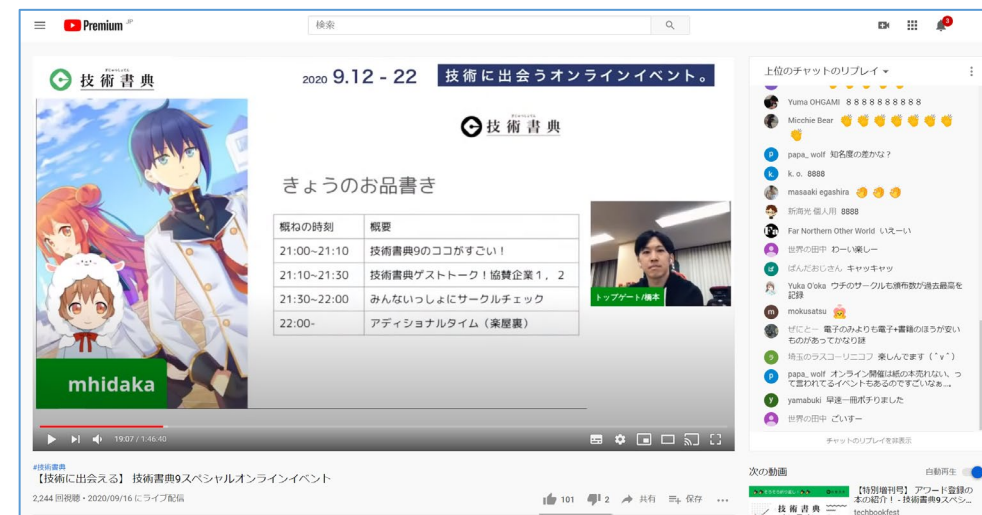 Premium JP
検索
3
技術書典
2020 9.12 - 22 技術に出会うオンラインイベント。
技術書典
きょうのお品書き
概ねの時刻 概要
21:00~21:10 技術書典9のココがすごい！
21:10~21:30 技術書典ゲストトーク！協賛企業１，２
21:30~22:00 みんないっしょにサークルチェック
22:00- アディショナルタイム（楽屋裏）
トップゲート/橋本
mhidaka
19:07 / 1:46:40
#技術書典
【技術に出会える】 技術書典9スペシャルオンラインイベント
2,244 回視聴・2020/09/16 にライブ配信
101 2 共有 保存
上位のチャットのリプレイ
Yuma OHGAMI ８８８８８８８８８８
Micchie Bear
papa_wolf 知名度の差かな？
k. o. 8888
masaaki egashira
新海光 個人用 8888
Far Northern Other World いえーい
世界の田中 わーい楽しー
ぱんだおじさん キャッキャッ
Yuka O'oka ウチのサークルも頒布数が過去最高を
記録
mokusatsu
ぜにとー 電子のみよりも電子+書籍のほうが安い
ものがあってかなり謎
埼玉のラスコーリニコフ 楽しんでます（ˆvˆ）
papa_wolf オンライン開催は紙の本売れない、っ
て言われてるイベントもあるのですごいなぁ…。
yamabuki 早速一冊ポチりました
世界の田中 ごいすー
チャットのリプレイを非表示
次の動画 自動再生
【特別増刊号】 アワード登録の
本の紹介！ - 技術書典9スペシ...
techbookfest
技術書典